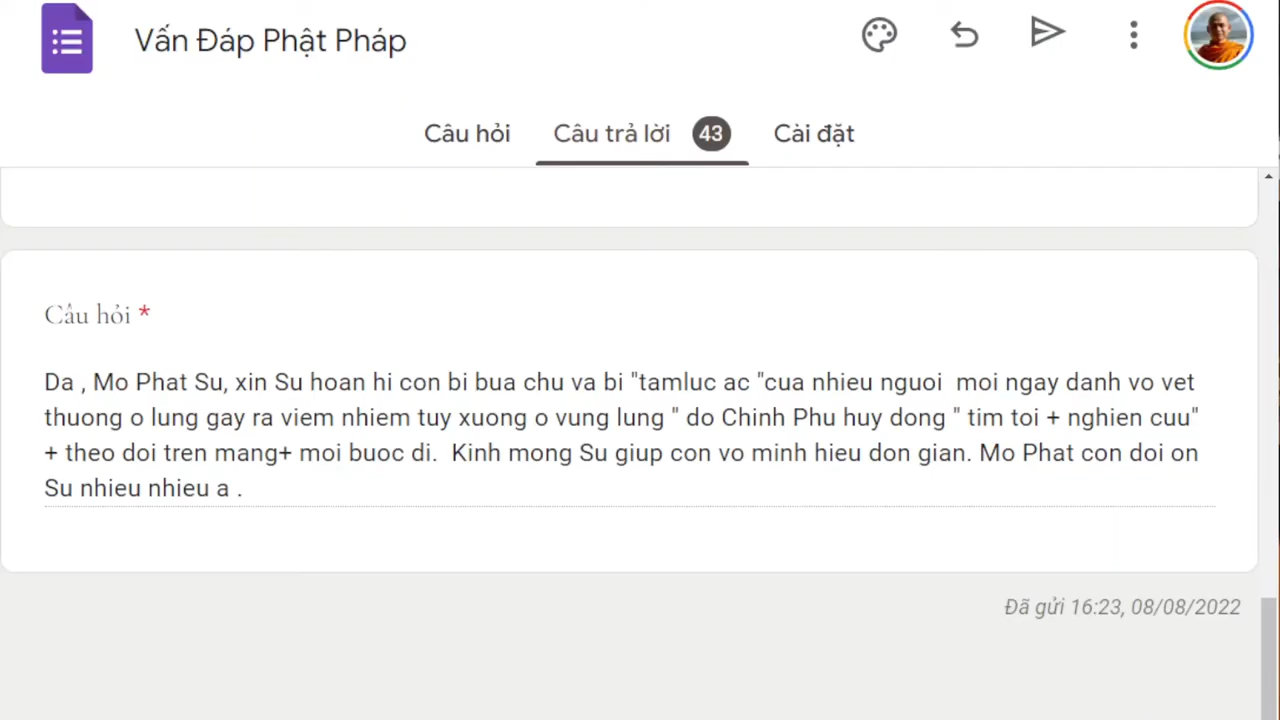 Vấn Đáp Phật Pháp
Câu hỏi
Câu trả lời
43
Cài đặt
Câu hỏi *
Da , Mo Phat Su, xin Su hoan hi con bi bua chu va bi "tamluc ac "cua nhieu nguoi  moi ngay danh vo vet
thuong o lung gay ra viem nhiem tuy xuong o vung lung " do Chinh Phu huy dong " tim toi + nghien cuu"
+ theo doi tren mang+ moi buoc di.  Kinh mong Su giup con vo minh hieu don gian. Mo Phat con doi on
Su nhieu nhieu a .
Đã gửi 16:23, 08/08/2022